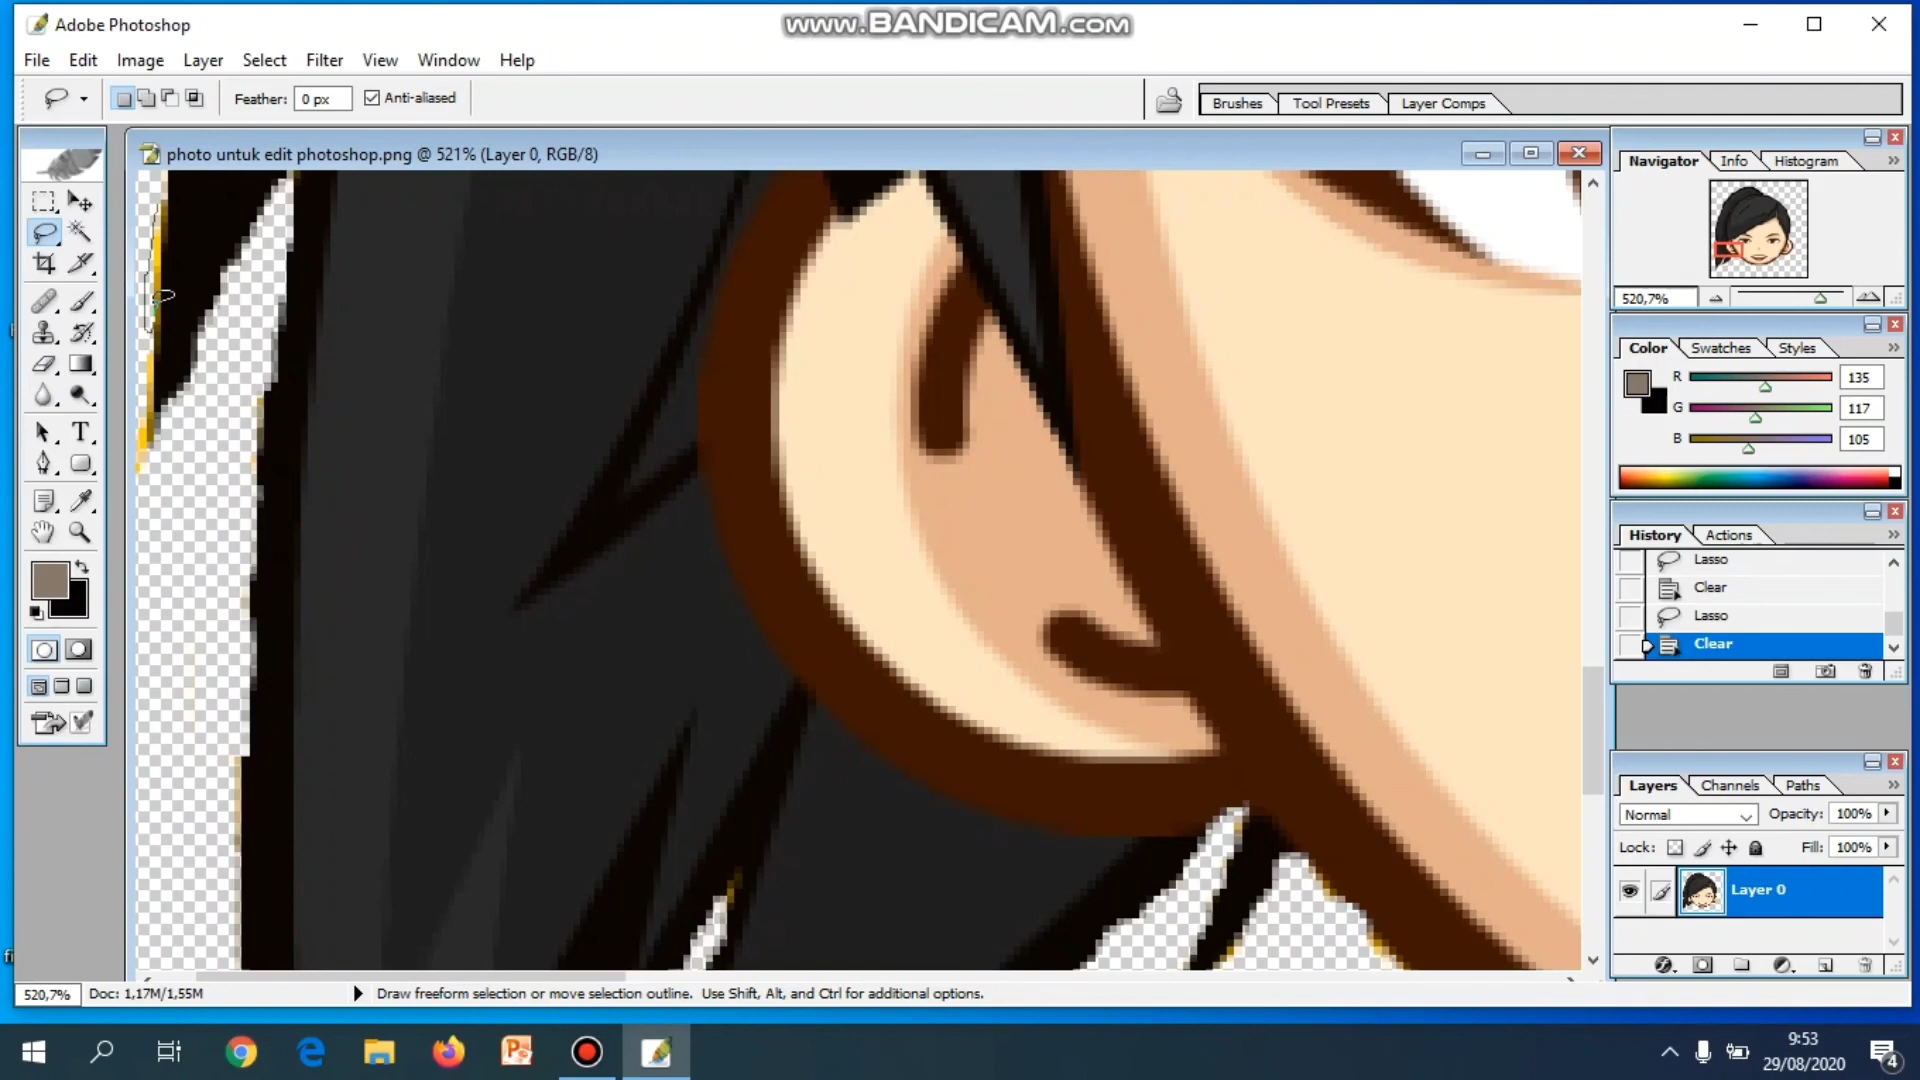 Adobe Photoshop
www.BANDICAM.com
File Edit Image Layer Select Filter View Window Help
Feather: 0 px Anti-aliased
Brushes Tool Presets Layer Comps
photo untuk edit photoshop.png @ 521% (Layer 0, RGB/8)
Navigator Info Histogram
520,7%
Color Swatches Styles
R 135
G 117
B 105
History Actions
Lasso
Clear
Lasso
Clear
Layers Channels Paths
Normal Opacity: 100%
Lock: Fill: 100%
Layer 0
520,7% Doc: 1,17M/1,55M Draw freeform selection or move selection outline. Use Shift, Alt, and Ctrl for additional options.
9:53
29/08/2020
4